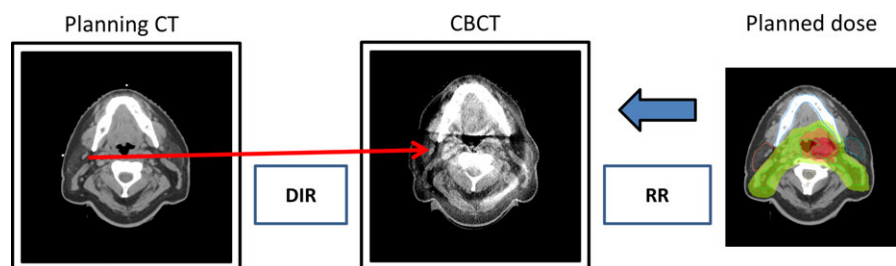 Planning CT
CBCT
Planned dose
DIR
RR